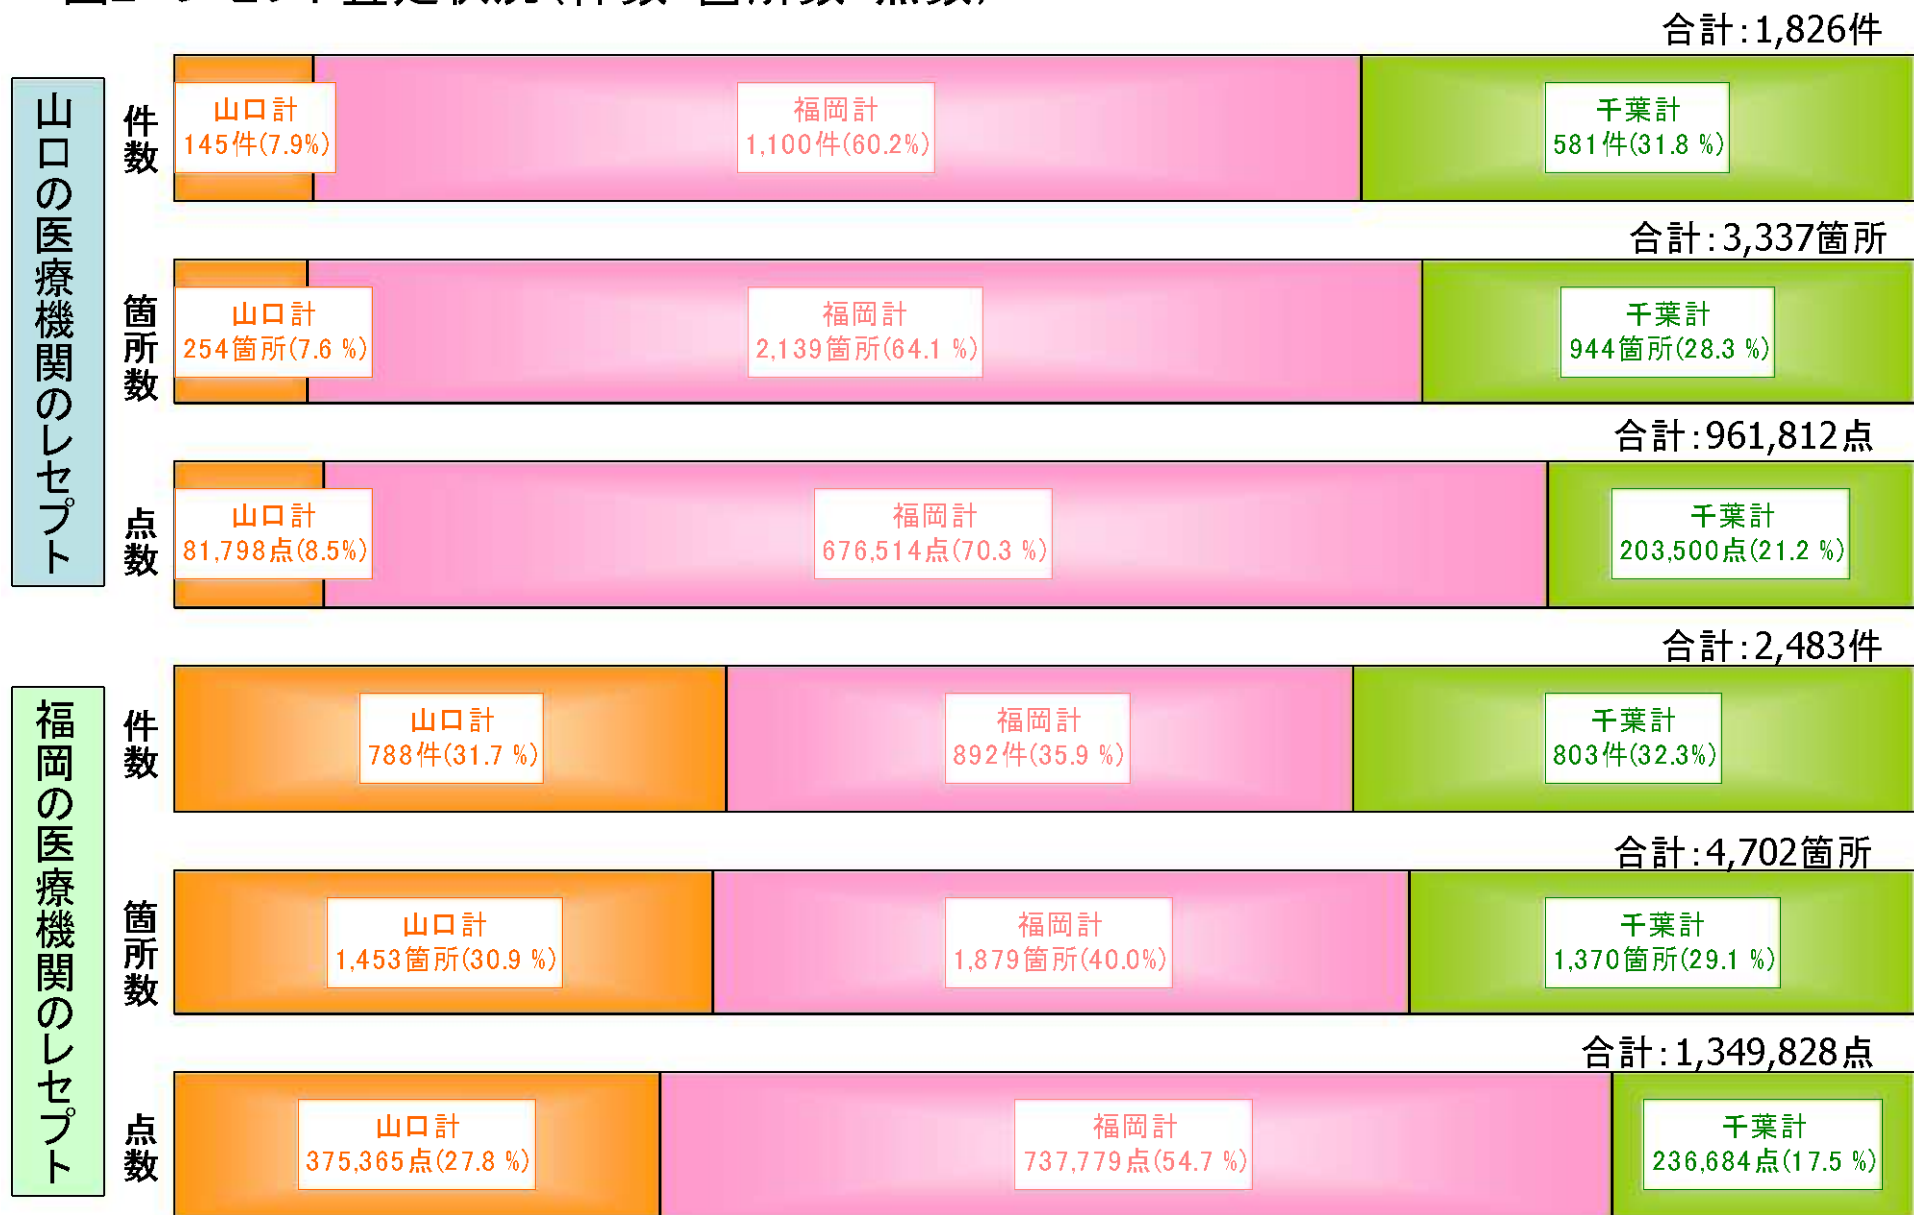 合計:1,826件
山口の医療機関のレセプト
件数
山口計
145件(7.9%)
福岡計
1,100件(60.2%)
千葉計
581件(31.8 %)
合計:3,337箇所
箇所数
山口計
254箇所(7.6 %)
福岡計
2,139箇所(64.1 %)
千葉計
944箇所(28.3 %)
合計:961,812点
点数
山口計
81,798点(8.5%)
福岡計
676,514点(70.3 %)
千葉計
203,500点(21.2 %)
合計:2,483件
福岡の医療機関のレセプト
件数
山口計
788件(31.7 %)
福岡計
892件(35.9 %)
千葉計
803件(32.3%)
合計:4,702箇所
箇所数
山口計
1,453箇所(30.9 %)
福岡計
1,879箇所(40.0%)
千葉計
1,370箇所(29.1 %)
合計:1,349,828点
点数
山口計
375,365点(27.8 %)
福岡計
737,779点(54.7 %)
千葉計
236,684点(17.5 %)